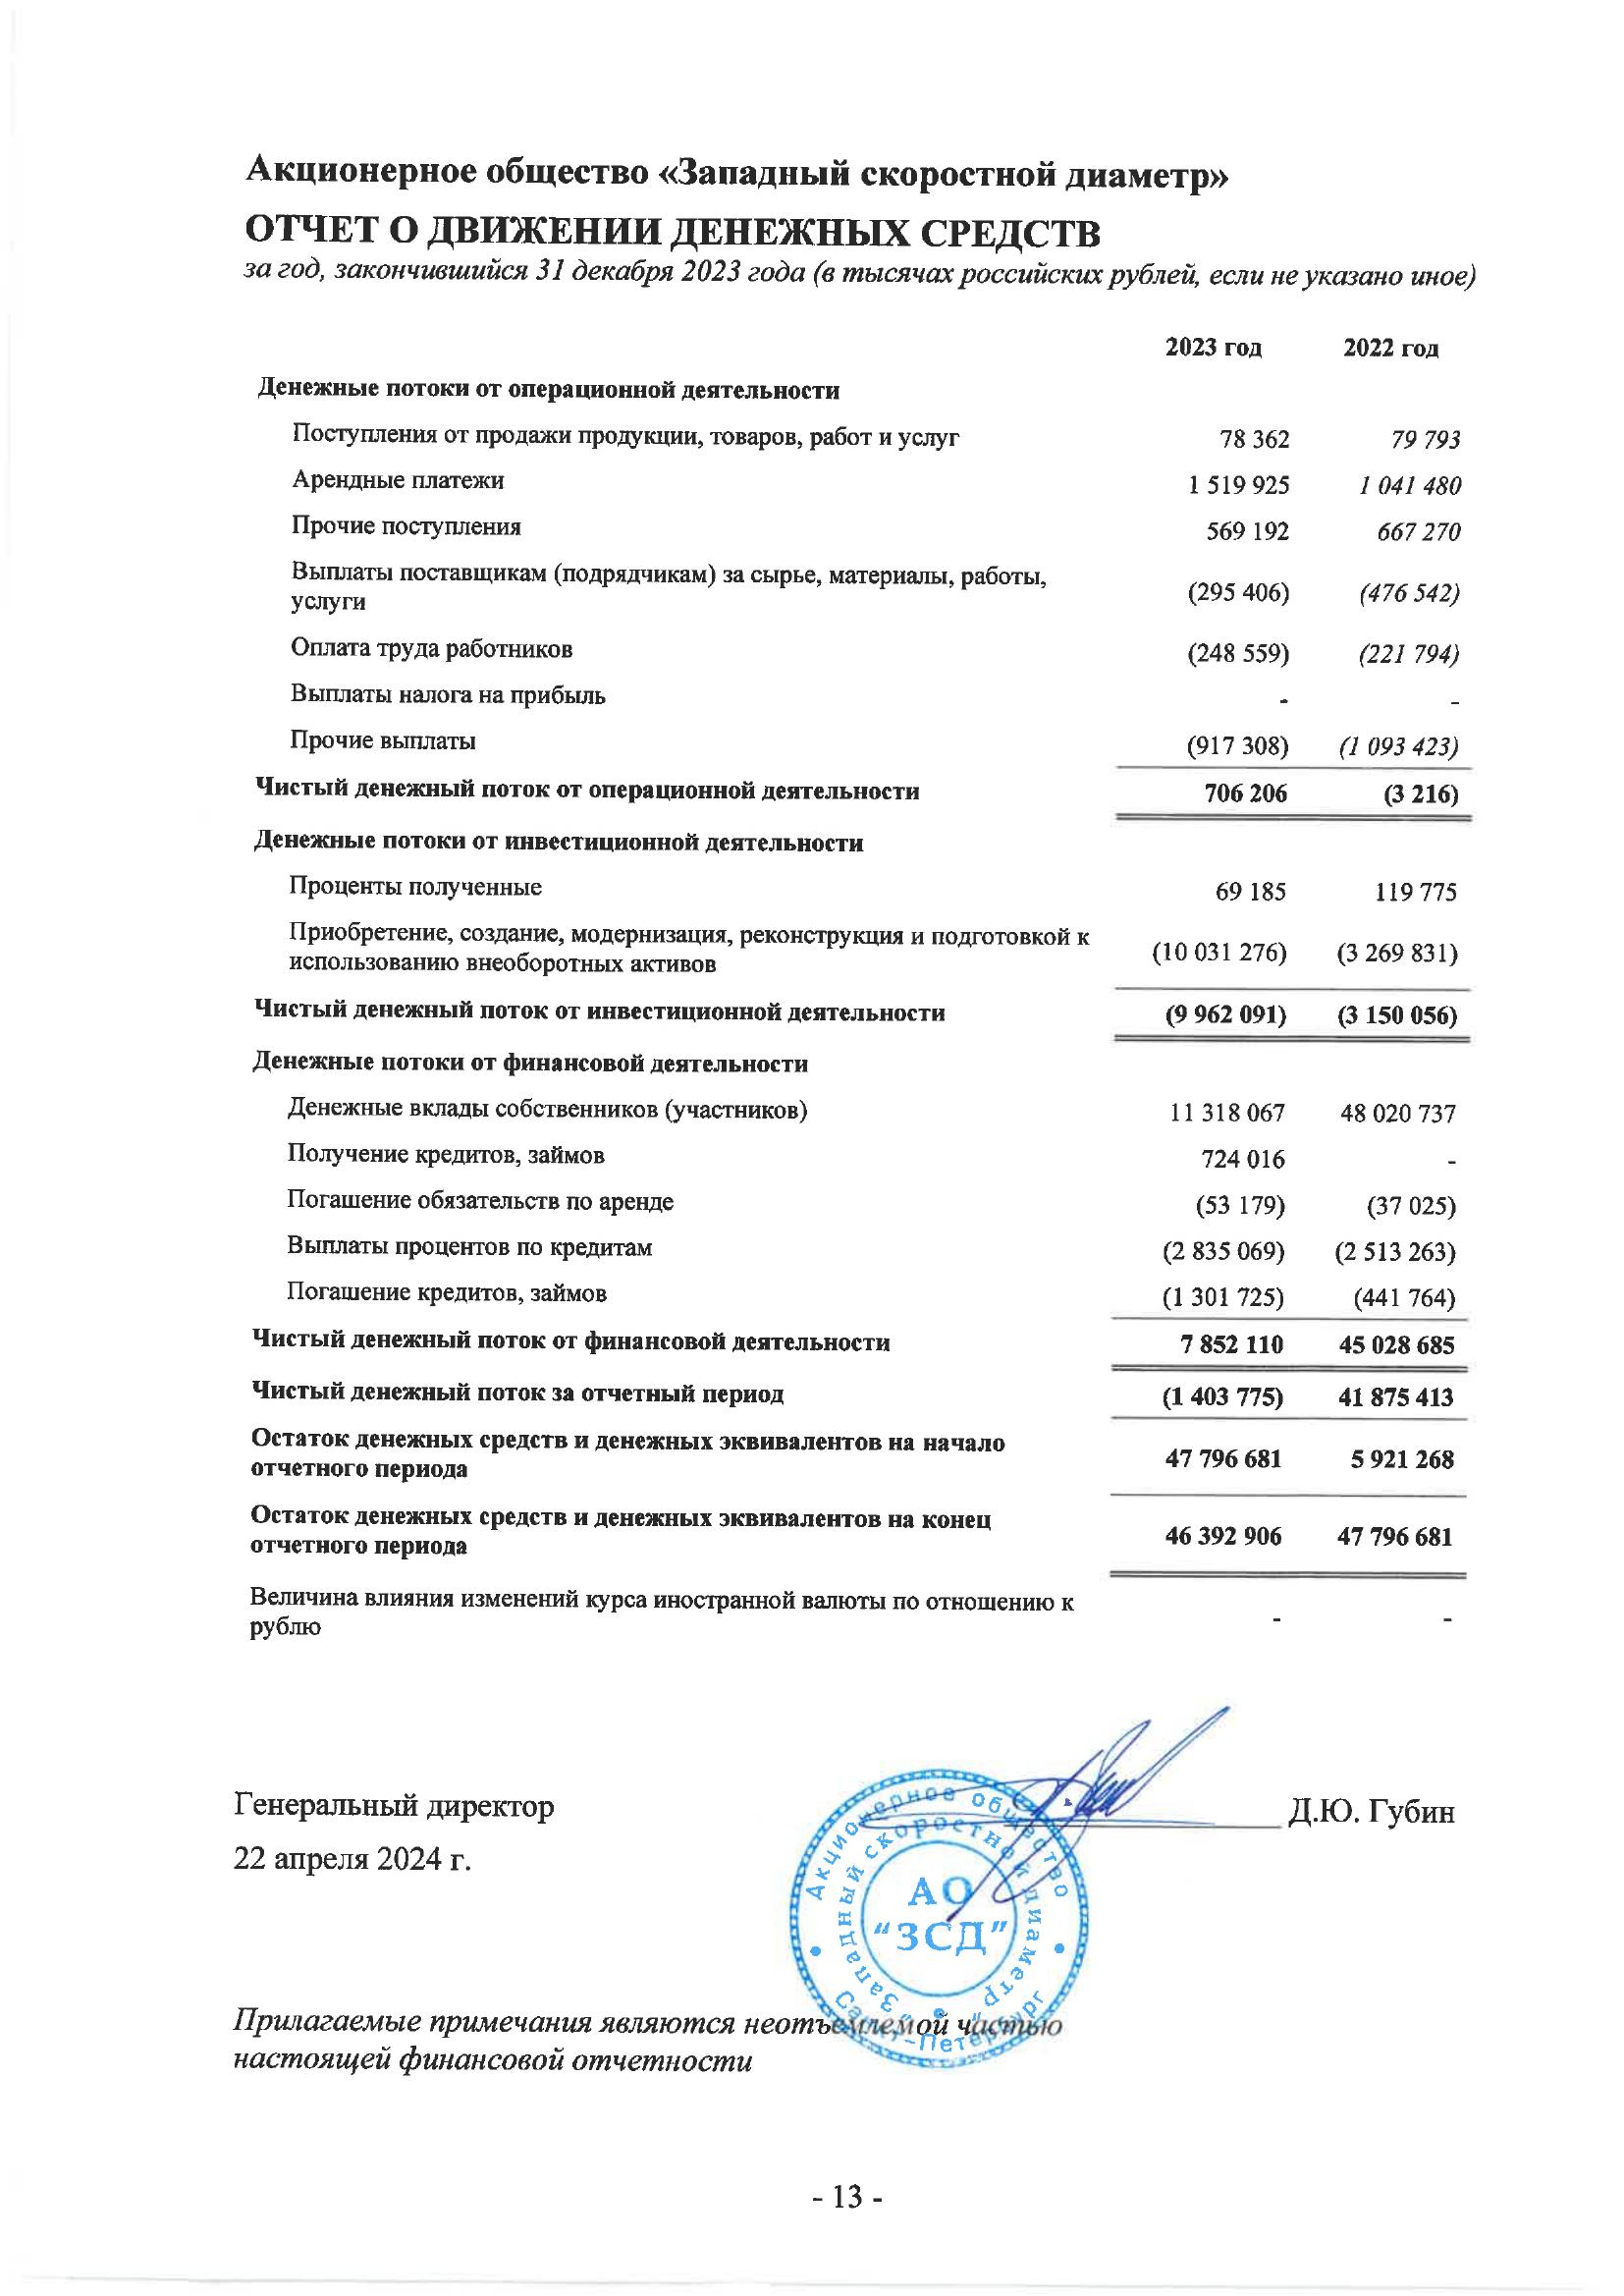 Акционерное общество «Западный скоростной диаметр»
ОТЧЕТ О ДВИЖЕНИИ ДЕНЕЖНЫХ СРЕДСТВ
за год, закончившийся 31 декабря 2023 года (в тысячах российских рублей, если не указано иное)
2023 год 2022 год
Денежные потоки от операционной деятельности
Поступления от продажи продукции, товаров, работ и услуг 78 362 79 793
Арендные платежи 1 519 925 1 041 480
Прочие поступления 569 192 667 270
Выплаты поставщикам (подрядчикам) за сырье, материалы, работы,
услуги (295 406) (476 542)
Оплата труда работников (248 559) (221 794)
Выплаты налога на прибыль - -
Прочие выплаты (917 308) (1 093 423)
Чистый денежный поток от операционной деятельности 706 206 (3 216)
Денежные потоки от инвестиционной деятельности
Проценты полученные 69 185 119 775
Приобретение, создание, модернизация, реконструкция и подготовкой к
использованию внеоборотных активов (10 031 276) (3 269 831)
Чистый денежный поток от инвестиционной деятельности (9 962 091) (3 150 056)
Денежные потоки от финансовой деятельности
Денежные вклады собственников (участников) 11 318 067 48 020 737
Получение кредитов, займов 724 016 -
Погашение обязательств по аренде (53 179) (37 025)
Выплаты процентов по кредитам (2 835 069) (2 513 263)
Погашение кредитов, займов (1 301 725) (441 764)
Чистый денежный поток от финансовой деятельности 7 852 110 45 028 685
Чистый денежный поток за отчетный период (1 403 775) 41 875 413
Остаток денежных средств и денежных эквивалентов на начало
отчетного периода 47 796 681 5 921 268
Остаток денежных средств и денежных эквивалентов на конец
отчетного периода 46 392 906 47 796 681
Величина влияния изменений курса иностранной валюты по отношению к
рублю - -
Генеральный директор Д.Ю. Губин
22 апреля 2024 г.
Акционерное общество
"Западный скоростной диаметр"
АО
"ЗСД"
Санкт-Петербург
Прилагаемые примечания являются неотъемлемой частью
настоящей финансовой отчетности
- 13 -